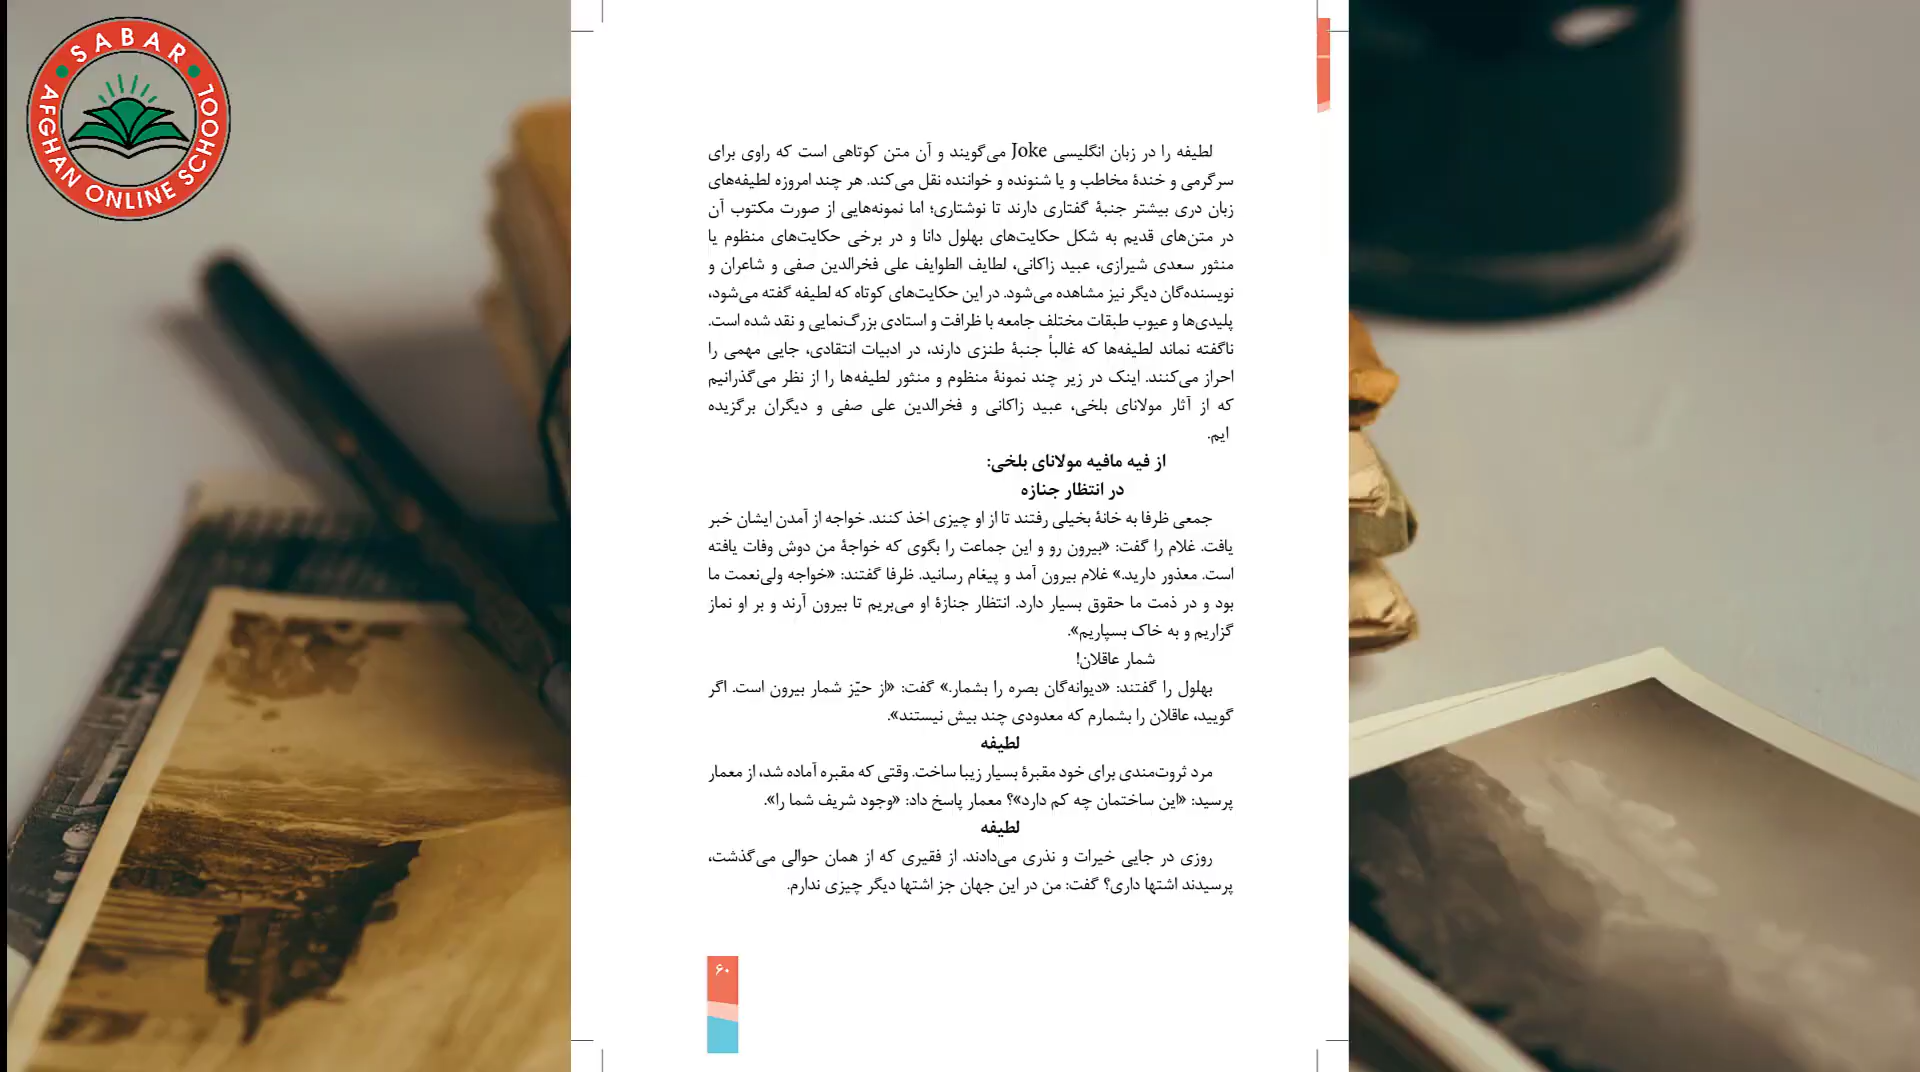 SABAR
AFGHAN ONLINE SCHOOL
لطیفه را در زبان انگلیسی Joke می‌گویند و آن متن کوتاهی است که راوی برای
سرگرمی و خندۀ مخاطب و یا شنونده و خواننده نقل می‌کند. هر چند امروزه لطیفه‌های
زبان دری بیشتر جنبۀ گفتاری دارند تا نوشتاری؛ اما نمونه‌هایی از صورت مکتوب آن
در متن‌های قدیم به شکل حکایت‌های بهلول دانا و در برخی حکایت‌های منظوم یا
منثور سعدی شیرازی، عبید زاکانی، لطایف الطوایف علی فخرالدین صفی و شاعران و
نویسنده‌گان دیگر نیز مشاهده می‌شود. در این حکایت‌های کوتاه که لطیفه گفته می‌شود،
پلیدی‌ها و عیوب طبقات مختلف جامعه با ظرافت و استادی بزرگ‌نمایی و نقد شده است.
ناگفته نماند لطیفه‌ها که غالباً جنبۀ طنزی دارند، در ادبیات انتقادی، جایی مهمی را
احراز می‌کنند. اینک در زیر چند نمونۀ منظوم و منثور لطیفه‌ها را از نظر می‌گذرانیم
که از آثار مولانای بلخی، عبید زاکانی و فخرالدین علی صفی و دیگران برگزیده
ایم.
از فیه مافیه مولانای بلخی:
در انتظار جنازه
جمعی ظرفا به خانۀ بخیلی رفتند تا از او چیزی اخذ کنند. خواجه از آمدن ایشان خبر
یافت. غلام را گفت: «بیرون رو و این جماعت را بگوی که خواجۀ من دوش وفات یافته
است. معذور دارید.» غلام بیرون آمد و پیغام رسانید. ظرفا گفتند: «خواجه ولی‌نعمت ما
بود و در ذمت ما حقوق بسیار دارد. انتظار جنازۀ او می‌بریم تا بیرون آرند و بر او نماز
گزاریم و به خاک بسپاریم».
شمار عاقلان!
بهلول را گفتند: «دیوانه‌گان بصره را بشمار.» گفت: «از حیّز شمار بیرون است. اگر
گویید، عاقلان را بشمارم که معدودی چند بیش نیستند».
لطیفه
مرد ثروت‌مندی برای خود مقبرۀ بسیار زیبا ساخت. وقتی که مقبره آماده شد، از معمار
پرسید: «این ساختمان چه کم دارد»؟ معمار پاسخ داد: «وجود شریف شما را».
لطیفه
روزی در جایی خیرات و نذری می‌دادند. از فقیری که از همان حوالی می‌گذشت،
پرسیدند اشتها داری؟ گفت: من در این جهان جز اشتها دیگر چیزی ندارم.
۶۰